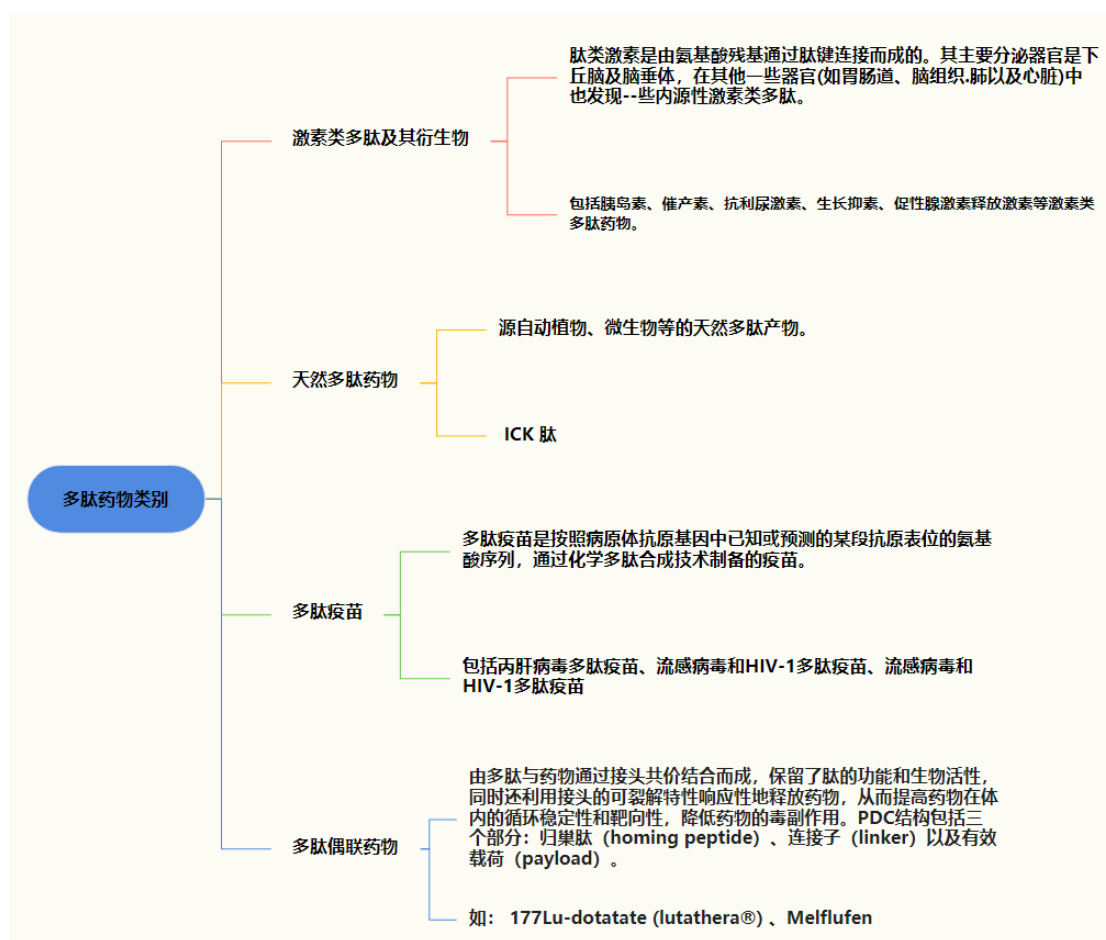 肽类激素是由氨基酸残基通过肽键连接而成的。其主要分泌器官是下
丘脑及脑垂体，在其他一些器官(如胃肠道、脑组织.肺以及心脏)中
也发现--些内源性激素类多肽。
激素类多肽及其衍生物
包括胰岛素、催产素、抗利尿激素、生长抑素、促性腺激素释放激素等激素类
多肽药物。
源自动植物、微生物等的天然多肽产物。
天然多肽药物
ICK 肽
多肽药物类别
多肽疫苗是按照病原体抗原基因中已知或预测的某段抗原表位的氨基
酸序列，通过化学多肽合成技术制备的疫苗。
多肽疫苗
包括丙肝病毒多肽疫苗、流感病毒和HIV-1多肽疫苗、流感病毒和
HIV-1多肽疫苗
由多肽与药物通过接头共价结合而成，保留了肽的功能和生物活性，
同时还利用接头的可裂解特性响应性地释放药物，从而提高药物在体
内的循环稳定性和靶向性，降低药物的毒副作用。PDC结构包括三
个部分：归巢肽（homing peptide）、连接子（linker）以及有效
载荷（payload）。
多肽偶联药物
如： 177Lu-dotatate (lutathera®) 、Melflufen